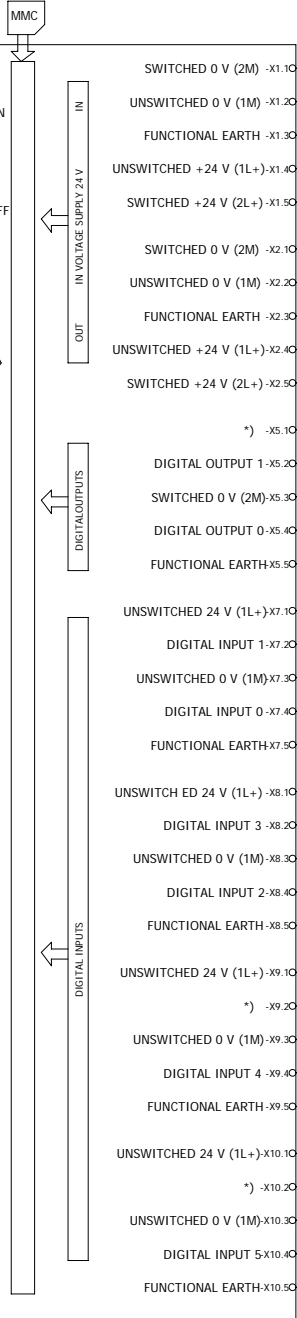 MMC
SWITCHED 0 V (2M) -X1.1
N
IN
UNSWITCHED 0 V (1M) -X1.2
FUNCTIONAL EARTH -X1.3
UNSWITCHED +24 V (1L+)-X1.4
FF
IN VOLTAGE SUPPLY 24 V
SWITCHED +24 V (2L+) -X1.5
SWITCHED 0 V (2M) -X2.1
UNSWITCHED 0 V (1M) -X2.2
OUT
FUNCTIONAL EARTH -X2.3
UNSWITCHED +24 V (1L+)-X2.4
SWITCHED +24 V (2L+) -X2.5
*) -X5.1
DIGITALOUTPUTS
DIGITAL OUTPUT 1-X5.2
SWITCHED 0 V (2M)-X5.3
DIGITAL OUTPUT 0-X5.4
FUNCTIONAL EARTH-X5.5
UNSWITCHED 24 V (1L+)-X7.1
DIGITAL INPUT 1-X7.2
UNSWITCHED 0 V (1M)-X7.3
DIGITAL INPUT 0-X7.4
FUNCTIONAL EARTH-X7.5
UNSWITCH ED 24 V (1L+)-X8.1
DIGITAL INPUT 3 -X8.2
UNSWITCHED 0 V (1M)-X8.3
DIGITAL INPUT 2-X8.4
FUNCTIONAL EARTH-X8.5
DIGITAL INPUTS
UNSWITCHED 24 V (1L+)-X9.1
*) -X9.2
UNSWITCHED 0 V (1M)-X9.3
DIGITAL INPUT 4 -X9.4
FUNCTIONAL EARTH-X9.5
UNSWITCHED 24 V (1L+)-X10.1
*) -X10.2
UNSWITCHED 0 V (1M)-X10.3
DIGITAL INPUT 5-X10.4
FUNCTIONAL EARTH-X10.5